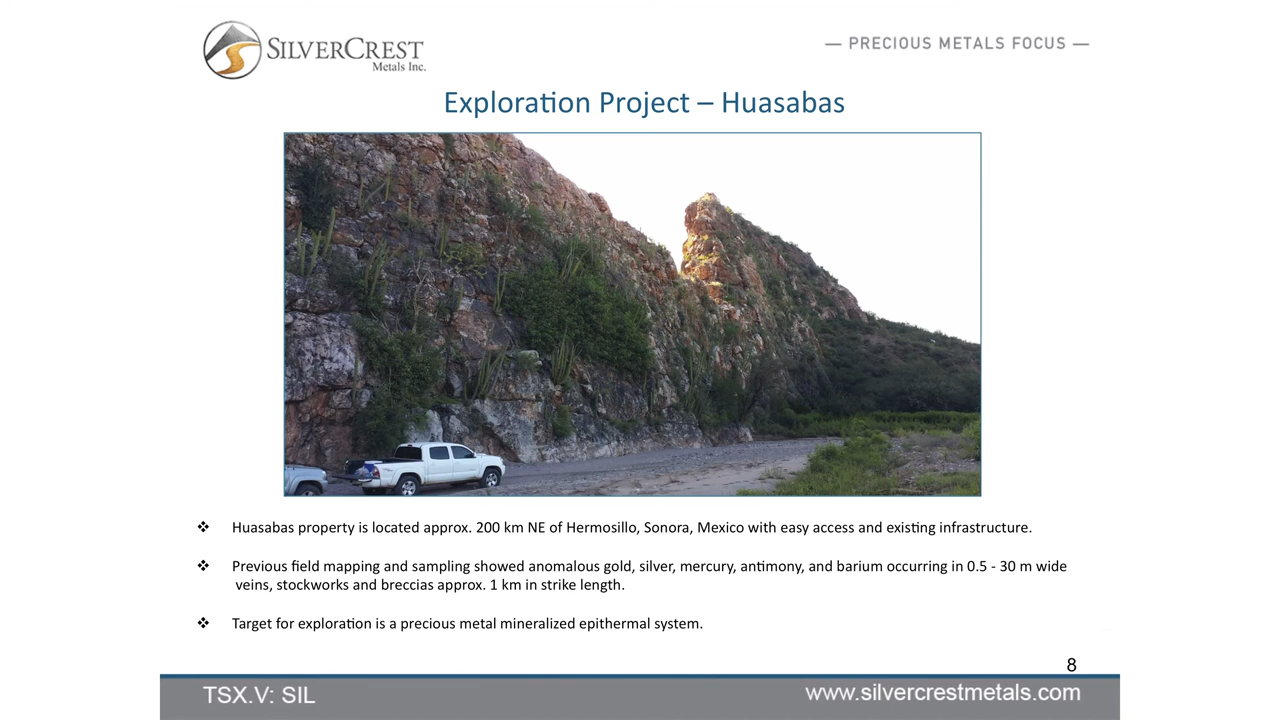 SILVERCREST
Metals Inc.
— PRECIOUS METALS FOCUS —
Exploration Project – Huasabas
❖ Huasabas property is located approx. 200 km NE of Hermosillo, Sonora, Mexico with easy access and existing infrastructure.
❖ Previous field mapping and sampling showed anomalous gold, silver, mercury, antimony, and barium occurring in 0.5 - 30 m wide
veins, stockworks and breccias approx. 1 km in strike length.
❖ Target for exploration is a precious metal mineralized epithermal system.
8
TSX.V: SIL
www.silvercrestmetals.com